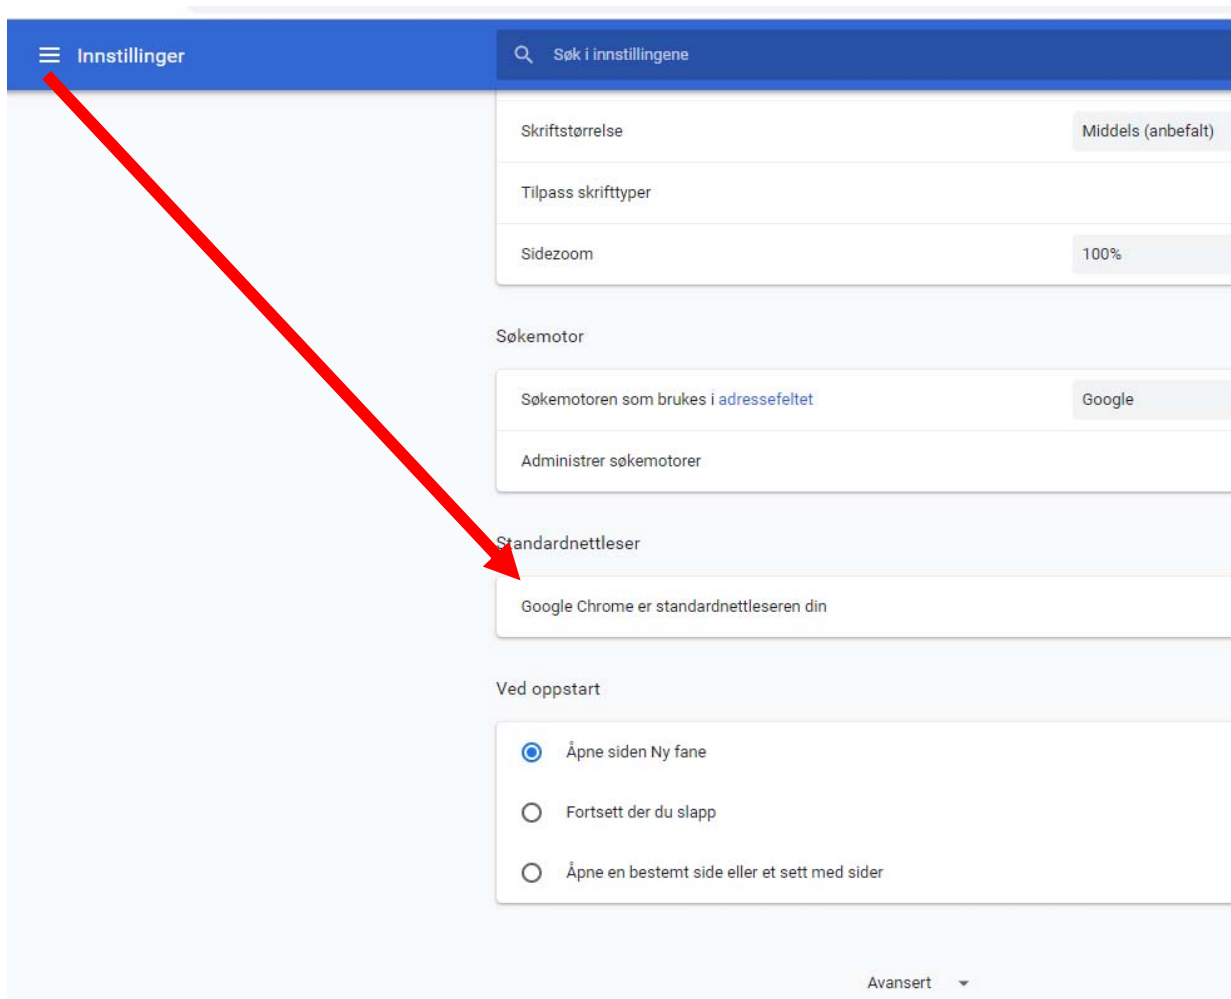 Innstillinger
Søk i innstillingene
Skriftstørrelse
Middels (anbefalt)
Tilpass skrifttyper
Sidezoom
100%
Søkemotor
Søkemotoren som brukes i adressefeltet
Google
Administrer søkemotorer
Standardnettleser
Google Chrome er standardnettleseren din
Ved oppstart
Åpne siden Ny fane
Fortsett der du slapp
Åpne en bestemt side eller et sett med sider
Avansert